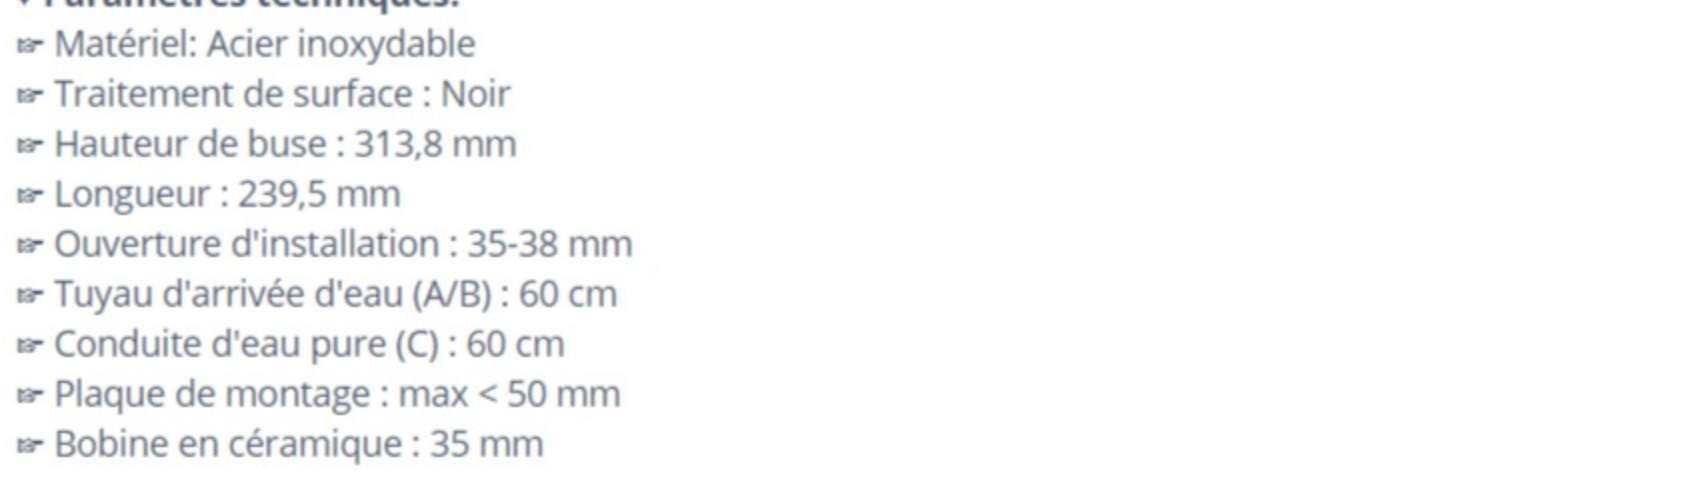 Paramètres techniques:
☞ Matériel: Acier inoxydable
☞ Traitement de surface : Noir
☞ Hauteur de buse : 313,8 mm
☞ Longueur : 239,5 mm
☞ Ouverture d'installation : 35-38 mm
☞ Tuyau d'arrivée d'eau (A/B) : 60 cm
☞ Conduite d'eau pure (C) : 60 cm
☞ Plaque de montage : max < 50 mm
☞ Bobine en céramique : 35 mm